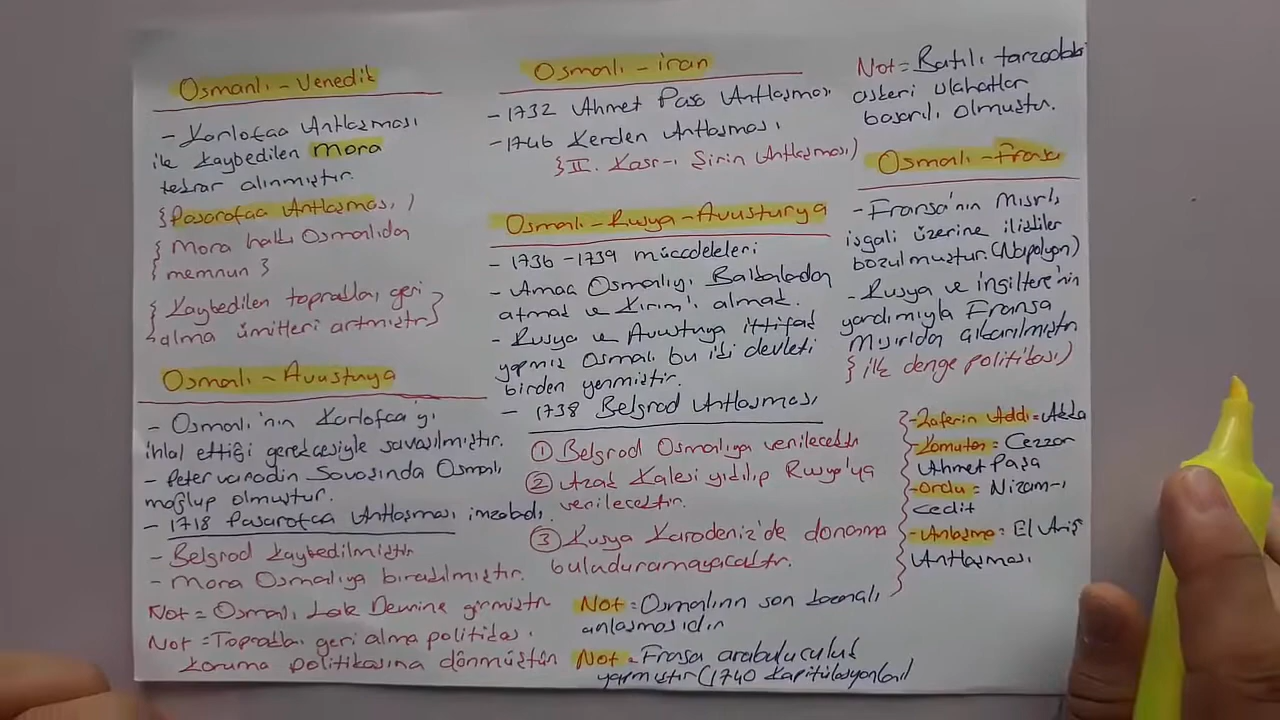 Osmanlı - Venedik
- Karlofça Antlaşması
ile kaybedilen Mora
tekrar alınmıştır.
{Pasarofça Antlaşması)
{ Mora halkı Osmanlıdan
{ memnun }
{ Kaybedilen toprakları geri
alma ümitleri artmıştır }
Osmanlı - Avusturya
- Osmanlı'nın Karlofça'yı
ihlal ettiği gerekçesiyle savaşılmıştır.
- Petervaradin Savaşında Osmanlı
mağlup olmuştur.
- 1718 Pasarofça Antlaşması imzaladı.
- Belgrad kaybedilmiştir
- Mora Osmanlıya bırakılmıştır.
Not = Osmanlı Lale Devrine girmiştir
Not = Toprakları geri alma politikası
koruma politikasına dönmüştür
Osmanlı - İran
- 1732 Ahmet Paşa Antlaşması
- 1746 Kerden Antlaşması
{II. Kasr-ı Şirin Antlaşması)
Osmanlı - Rusya - Avusturya
- 1736 - 1739 mücadeleleri
- Amaç Osmanlıyı Balkanlardan
atmak ve Kırım'ı almak.
- Rusya ve Avusturya ittifak
yapmış Osmanlı bu iki devleti
birden yenmiştir.
- 1738 Belgrad Antlaşması
① Belgrad Osmanlıya verilecektir
② Azak Kalesi yıkılıp Rusya'ya
verilecektir.
③ Rusya Karadeniz'de donanma
bulunduramayacaktır.
Not = Osmanlının son kazançlı
anlaşmasıdır
Not = Fransa arabuluculuk
yapmıştır (1740 Kapitülasyonları)
Not = Batılı tarzdaki
askeri ıslahatlar
başarılı olmuştur.
Osmanlı - Fransa
- Fransa'nın Mısır'ı
işgali üzerine ilişkiler
bozulmuştur. (Napolyon)
- Rusya ve İngiltere'nin
yardımıyla Fransa
Mısır'dan çıkarılmıştır
{ ilk denge politikası)
- Zaferin Adı = Akka
- Komutan = Cezzar
Ahmet Paşa
- Ordu = Nizam-ı
Cedit
- Anlaşma = El Ariş
Antlaşması